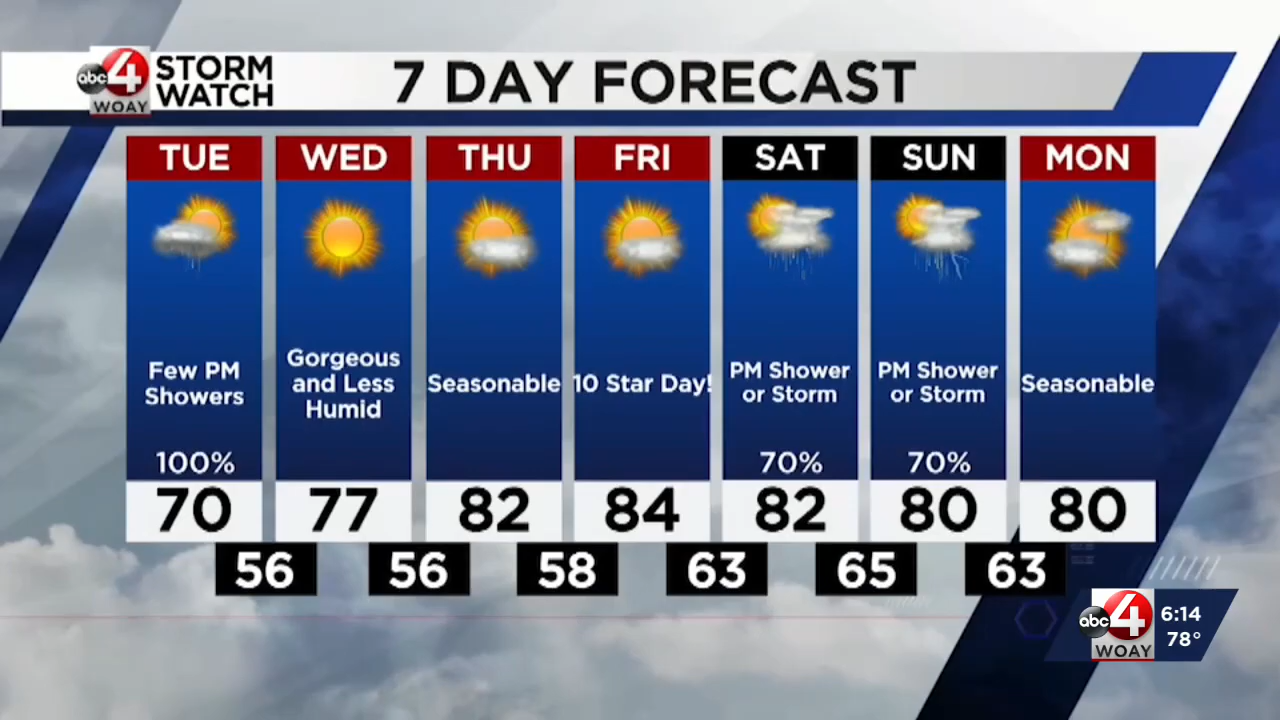 abc 4 WOAY
STORM
WATCH
7 DAY FORECAST
TUE WED THU FRI SAT SUN MON
Few PM
Showers
Gorgeous
and Less
Humid
Seasonable
10 Star Day!
PM Shower
or Storm
PM Shower
or Storm
Seasonable
100% 70% 70%
70 77 82 84 82 80 80
56 56 58 63 65 63
abc 4 WOAY
6:14
78°